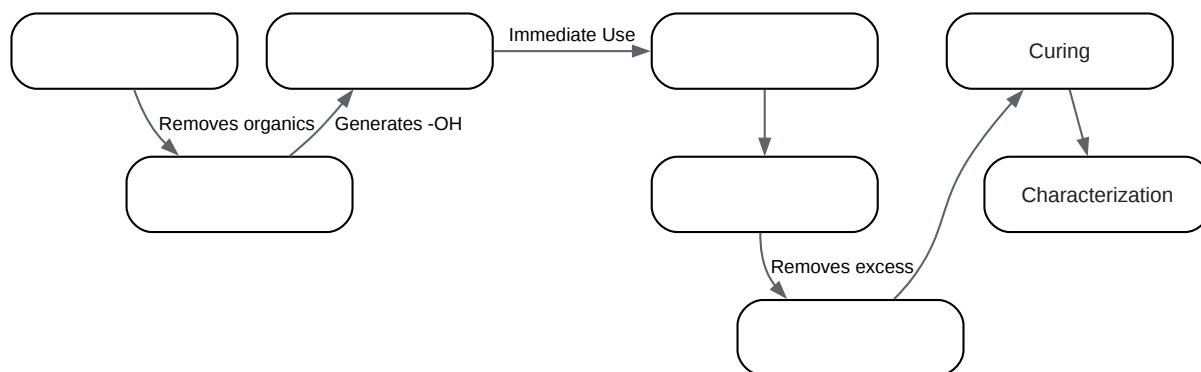 Immediate Use
Curing
Removes organics
Generates -OH
Characterization
Removes excess